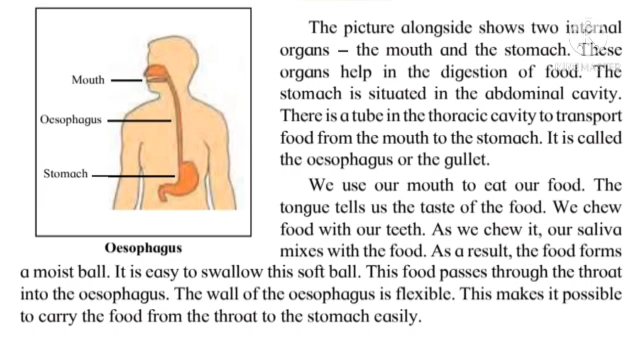 The picture alongside shows two internal
organs – the mouth and the stomach. These
organs help in the digestion of food. The
stomach is situated in the abdominal cavity.
There is a tube in the thoracic cavity to transport
food from the mouth to the stomach. It is called
the oesophagus or the gullet.
Mouth
Oesophagus
Stomach
Oesophagus
We use our mouth to eat our food. The
tongue tells us the taste of the food. We chew
food with our teeth. As we chew it, our saliva
mixes with the food. As a result, the food forms
a moist ball. It is easy to swallow this soft ball. This food passes through the throat
into the oesophagus. The wall of the oesophagus is flexible. This makes it possible
to carry the food from the throat to the stomach easily.